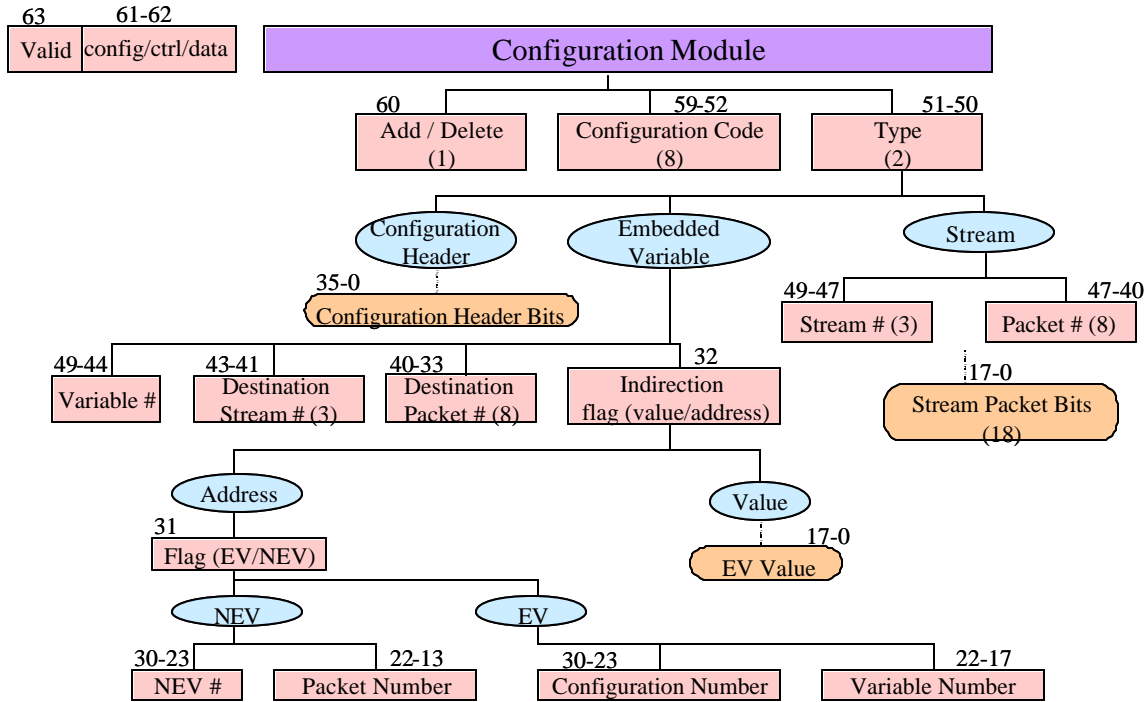 63
61-62
Valid
config/ctrl/data
Configuration Module
60
59-52
51-50
Add / Delete
(1)
Configuration Code
(8)
Type
(2)
Configuration
Header
Embedded
Variable
Stream
35-0
Configuration Header Bits
49-47
47-40
Stream # (3)
Packet # (8)
49-44
43-41
40-33
32
Variable #
Destination
Stream # (3)
Destination
Packet # (8)
Indirection
flag (value/address)
17-0
Stream Packet Bits
(18)
Address
Value
31
Flag (EV/NEV)
17-0
EV Value
NEV
EV
30-23
22-13
30-23
22-17
NEV #
Packet Number
Configuration Number
Variable Number